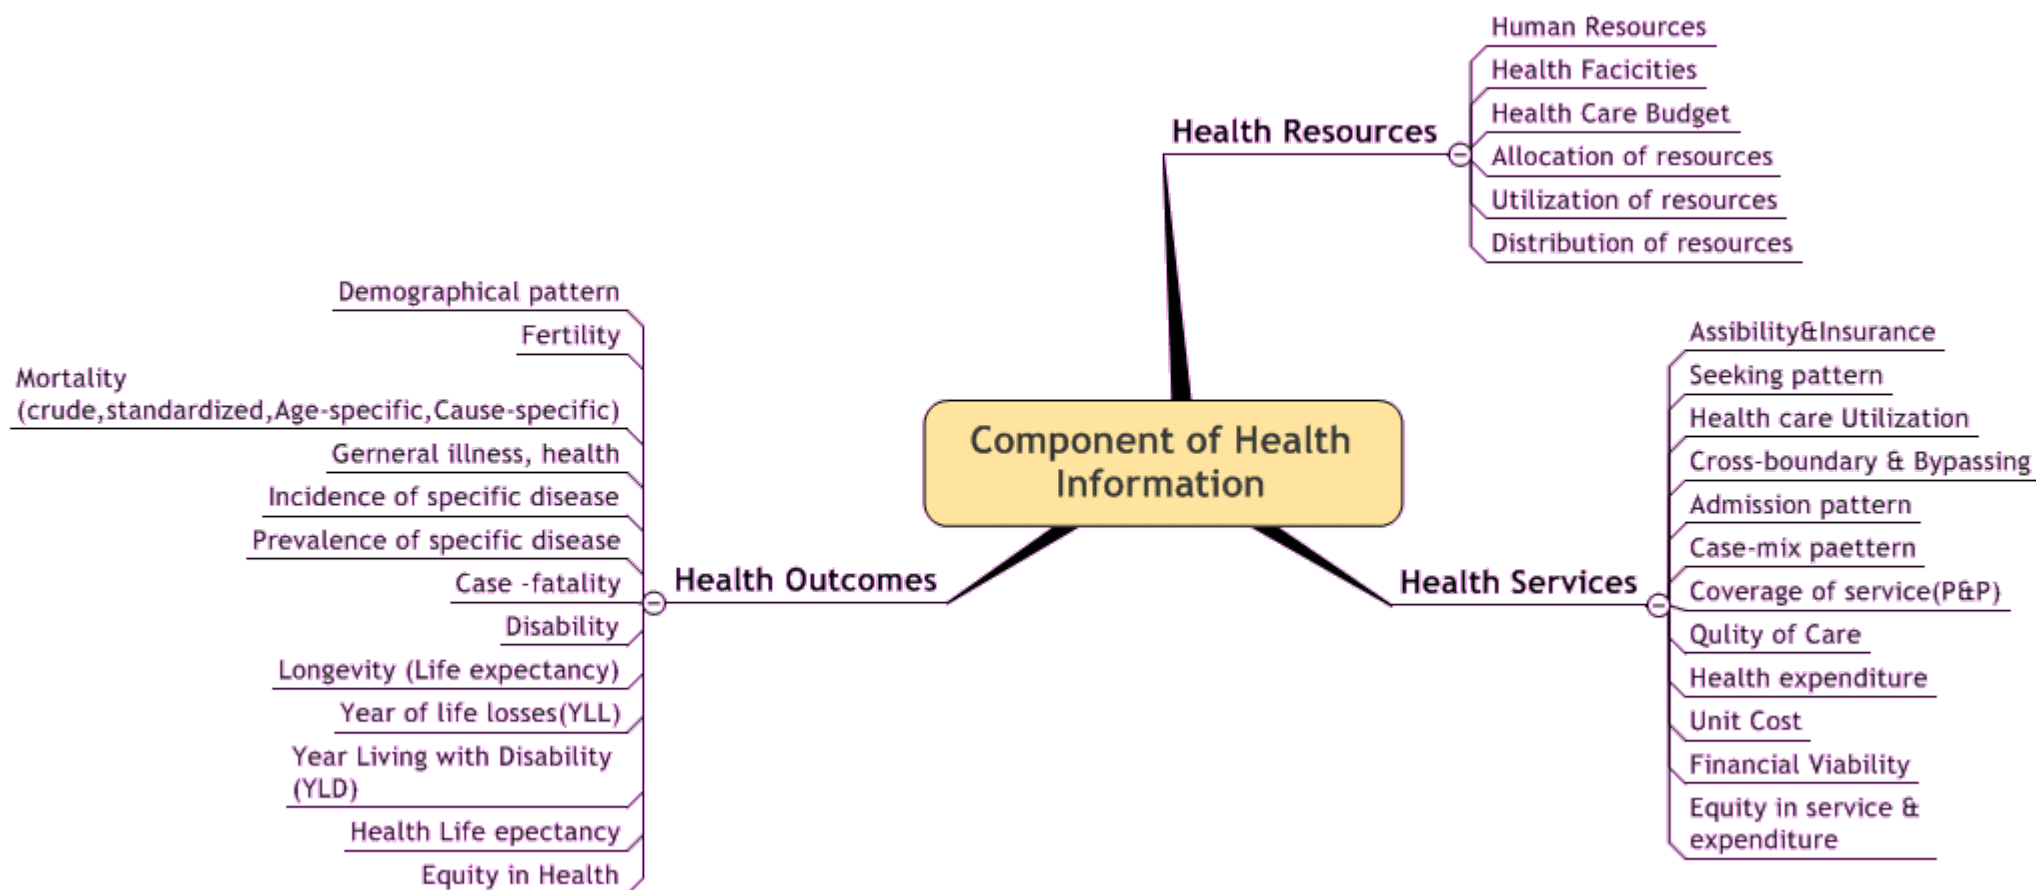 Component of Health
Information
Health Resources
Human Resources
Health Facicities
Health Care Budget
Allocation of resources
Utilization of resources
Distribution of resources
Health Services
Assibility&Insurance
Seeking pattern
Health care Utilization
Cross-boundary & Bypassing
Admission pattern
Case-mix paettern
Coverage of service(P&P)
Qulity of Care
Health expenditure
Unit Cost
Financial Viability
Equity in service &
expenditure
Health Outcomes
Demographical pattern
Fertility
Mortality
(crude,standardized,Age-specific,Cause-specific)
Gerneral illness, health
Incidence of specific disease
Prevalence of specific disease
Case -fatality
Disability
Longevity (Life expectancy)
Year of life losses(YLL)
Year Living with Disability
(YLD)
Health Life epectancy
Equity in Health